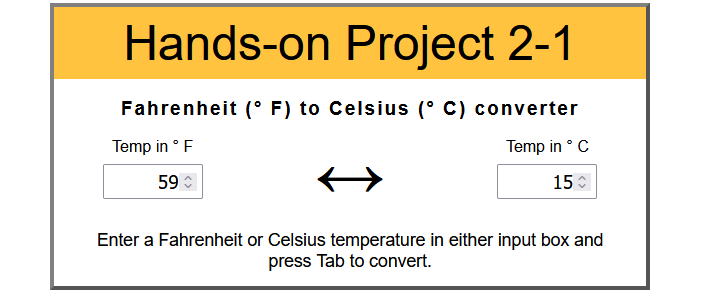 Hands-on Project 2-1
Fahrenheit (° F) to Celsius (° C) converter
Temp in ° F
Temp in ° C
59
15
Enter a Fahrenheit or Celsius temperature in either input box and
press Tab to convert.